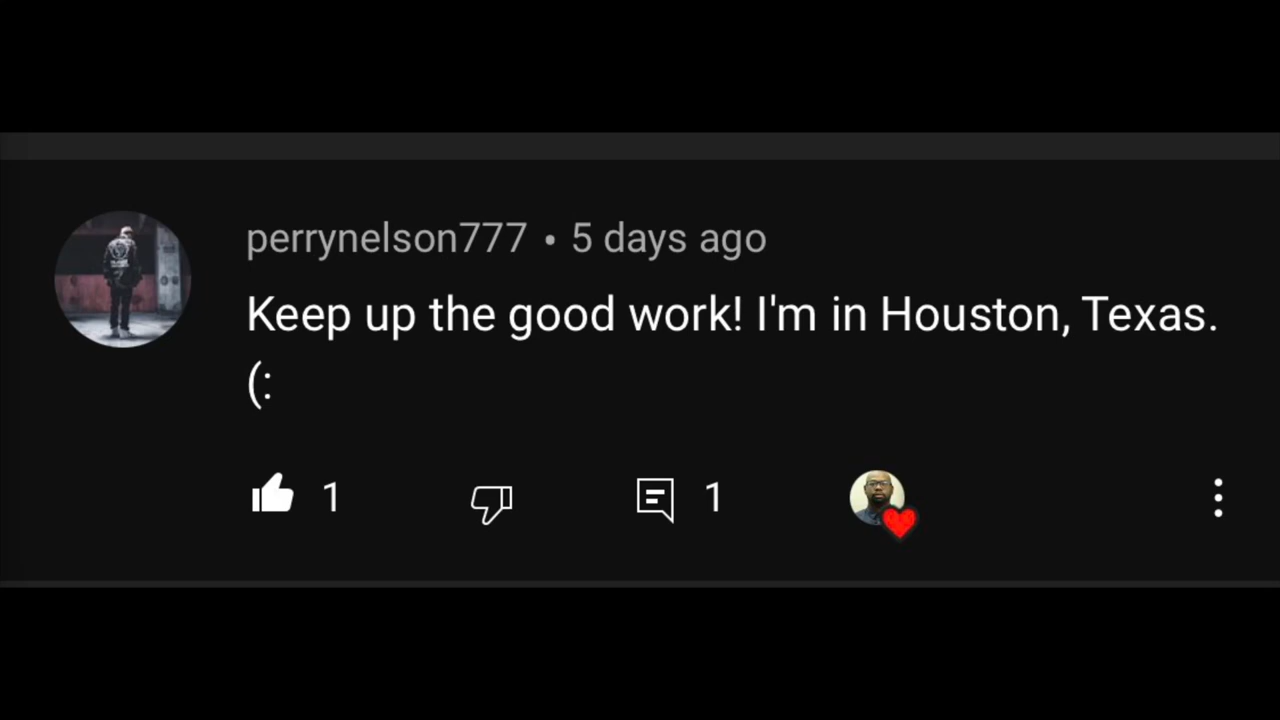 perrynelson777 • 5 days ago
Keep up the good work! I'm in Houston, Texas.
(:
1 1